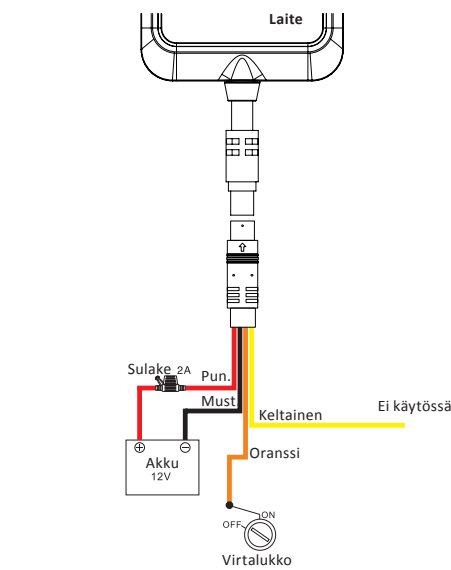 Laite
Sulake 2A
Pun.
Must.
Keltainen
Ei käytössä
Oranssi
Akku
12V
OFF
ON
Virtalukko